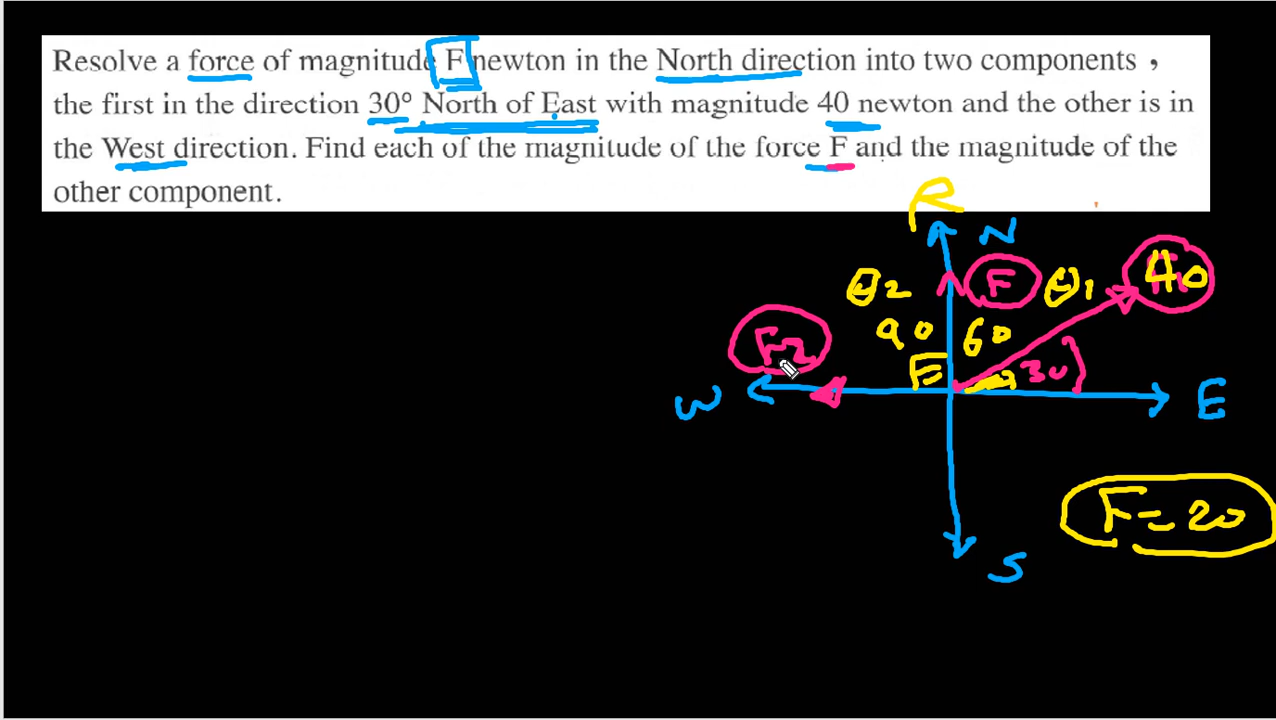 Resolve a force of magnitude F newton in the North direction into two components ,
the first in the direction 30° North of East with magnitude 40 newton and the other is in
the West direction. Find each of the magnitude of the force F and the magnitude of the
other component.
R
N
θ2 F θ1 40
F2 90 60
F 30
W E
F = 20
S